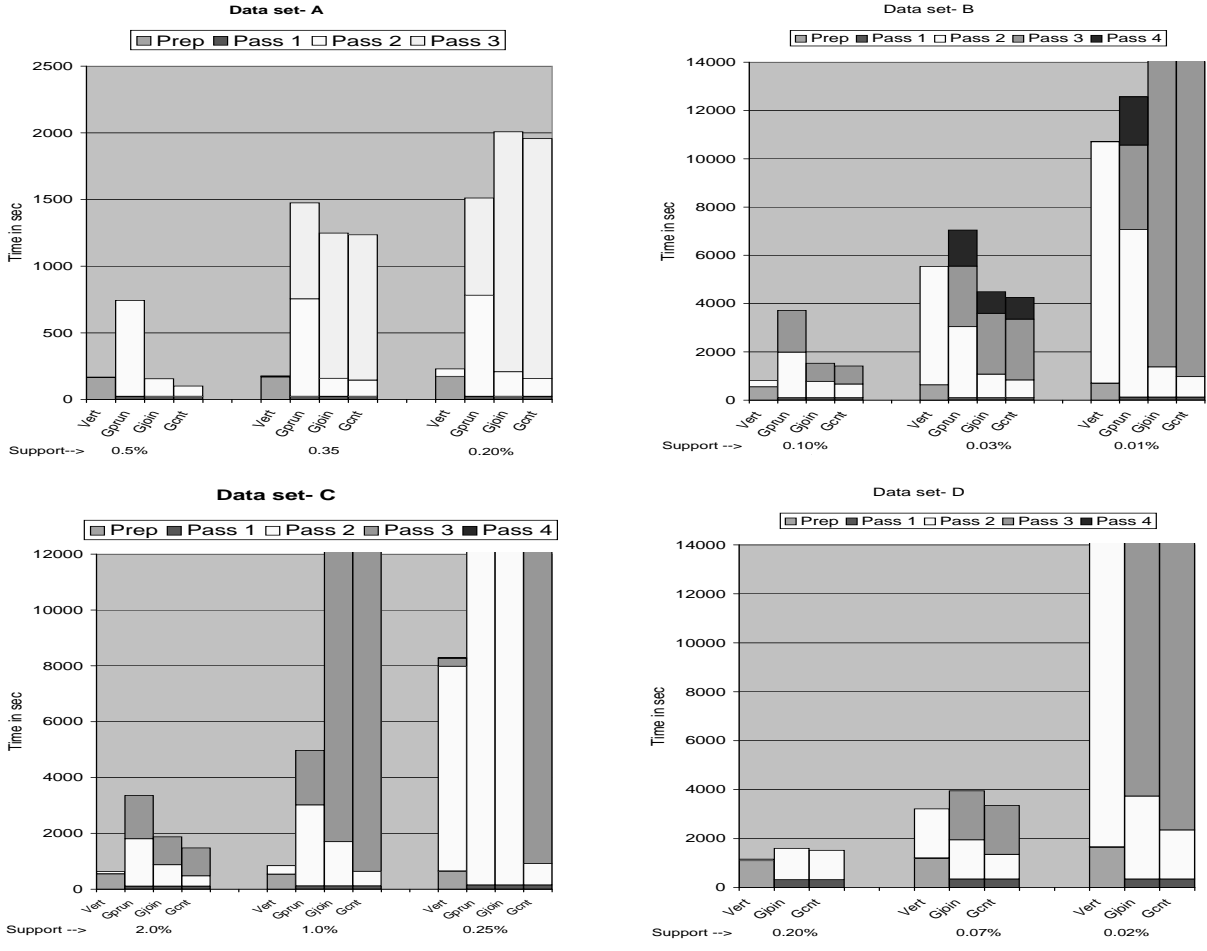 Data set- A
Prep Pass 1 Pass 2 Pass 3
2500
2000
1500
1000
500
0
Time in sec
Vert Gprun Gjoin Gcnt Vert Gprun Gjoin Gcnt Vert Gprun Gjoin Gcnt
Support--> 0.5% 0.35 0.20%
Data set- B
Prep Pass 1 Pass 2 Pass 3 Pass 4
14000
12000
10000
8000
6000
4000
2000
0
Time in sec
Vert Gprun Gjoin Gcnt Vert Gprun Gjoin Gcnt Vert Gprun Gjoin Gcnt
Support--> 0.10% 0.03% 0.01%
Data set- C
Prep Pass 1 Pass 2 Pass 3 Pass 4
12000
10000
8000
6000
4000
2000
0
Time in sec
Vert Gprun Gjoin Gcnt Vert Gprun Gjoin Gcnt Vert Gprun Gjoin Gcnt
Support --> 2.0% 1.0% 0.25%
Data set- D
Prep Pass 1 Pass 2 Pass 3 Pass 4
14000
12000
10000
8000
6000
4000
2000
0
Time in sec
Vert Gjoin Gcnt Vert Gjoin Gcnt Vert Gjoin Gcnt
Support --> 0.20% 0.07% 0.02%